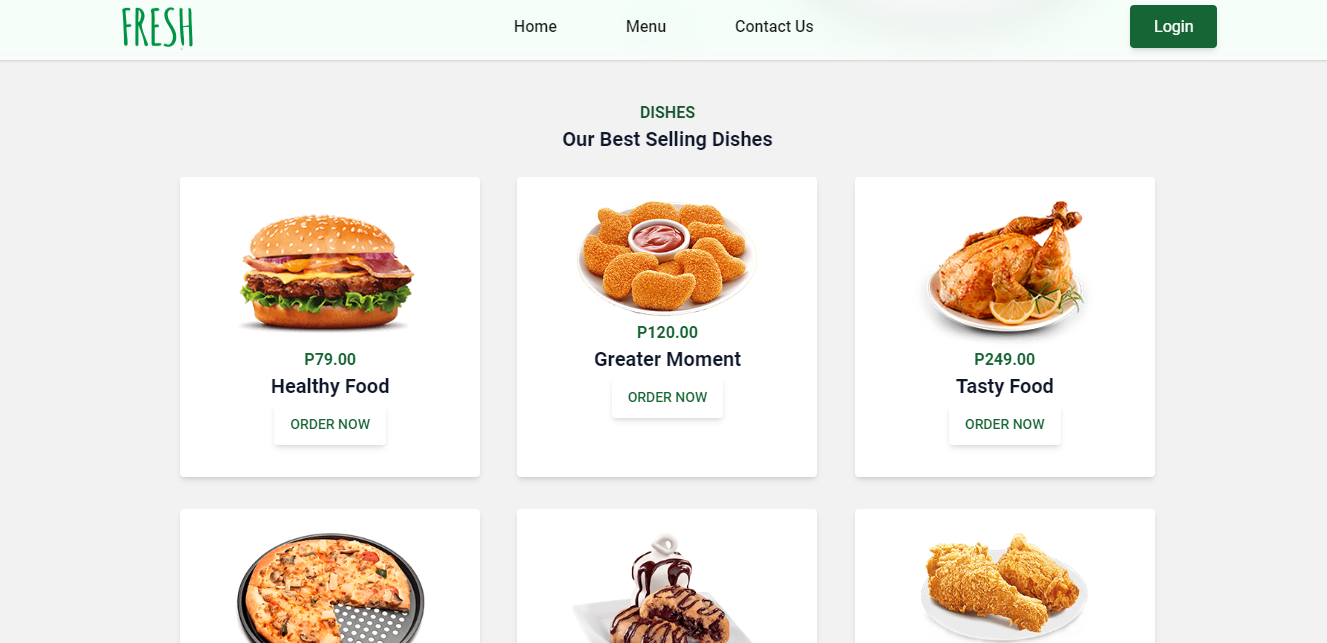 FRESH
Home
Menu
Contact Us
Login
DISHES
Our Best Selling Dishes
P79.00
Healthy Food
ORDER NOW
P120.00
Greater Moment
ORDER NOW
P249.00
Tasty Food
ORDER NOW